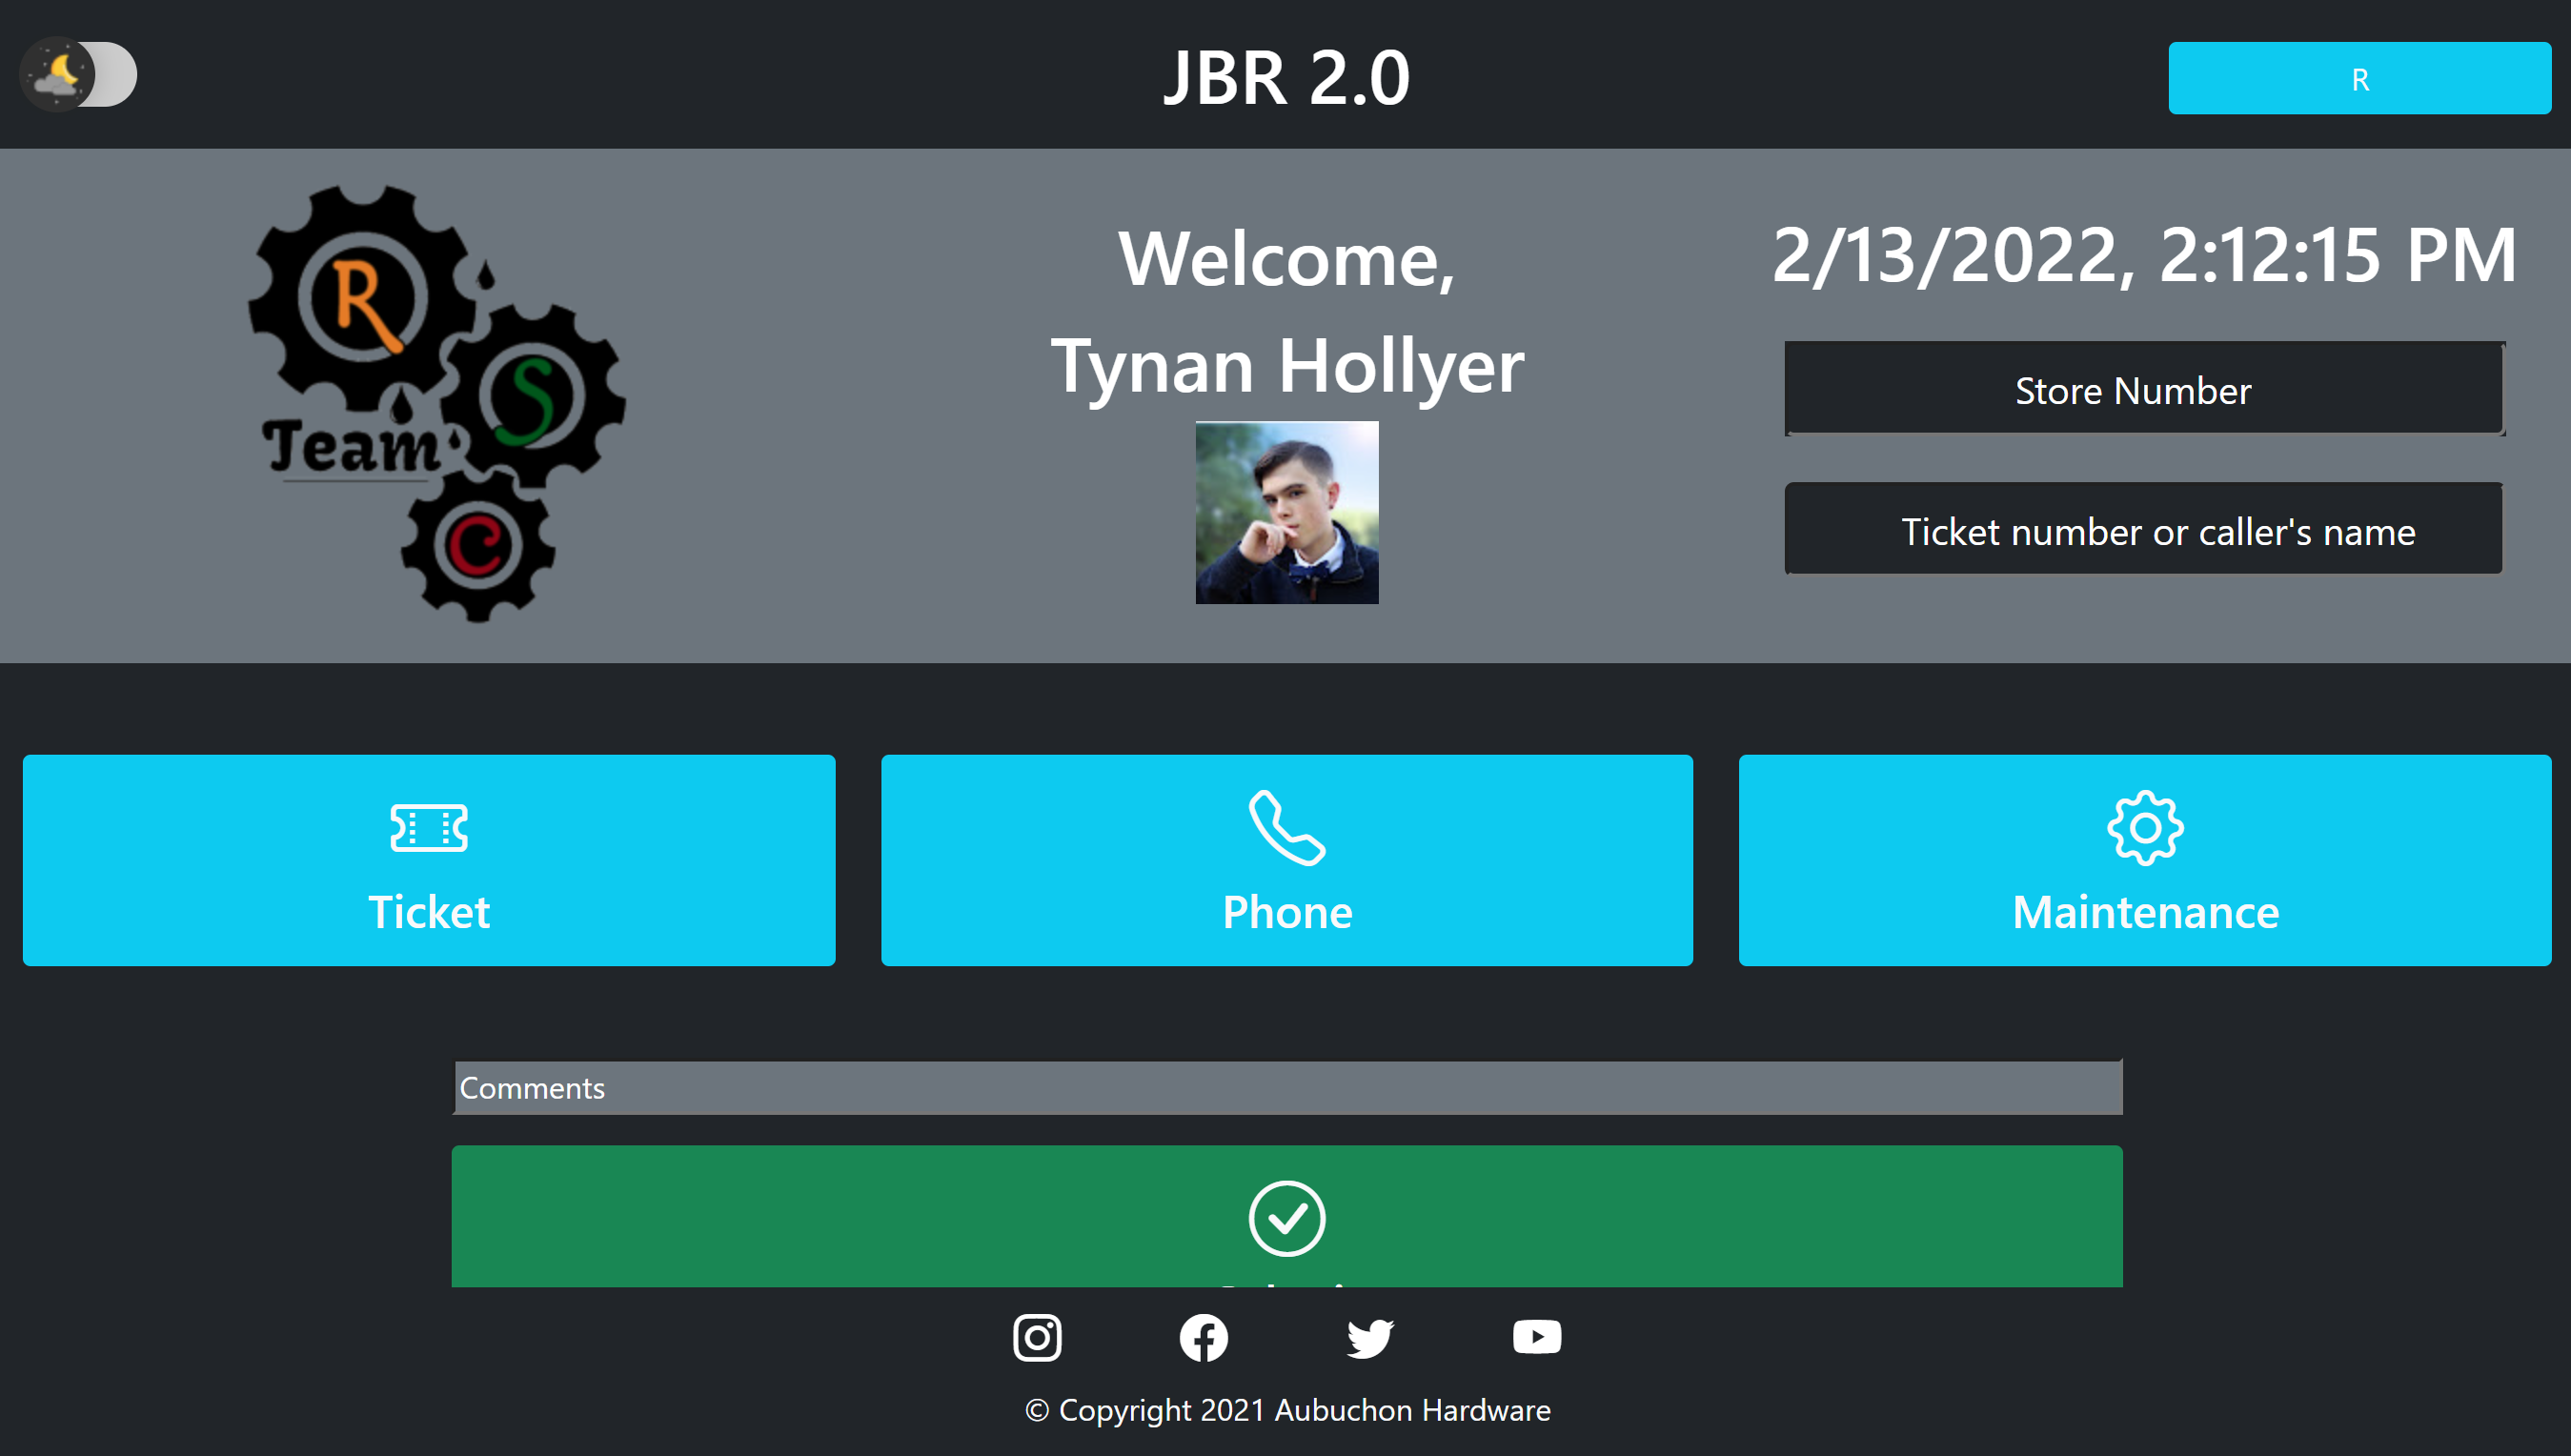 JBR 2.0
R
R
S
Team
C
Welcome,
Tynan Hollyer
2/13/2022, 2:12:15 PM
Store Number
Ticket number or caller's name
Ticket
Phone
Maintenance
Comments
© Copyright 2021 Aubuchon Hardware